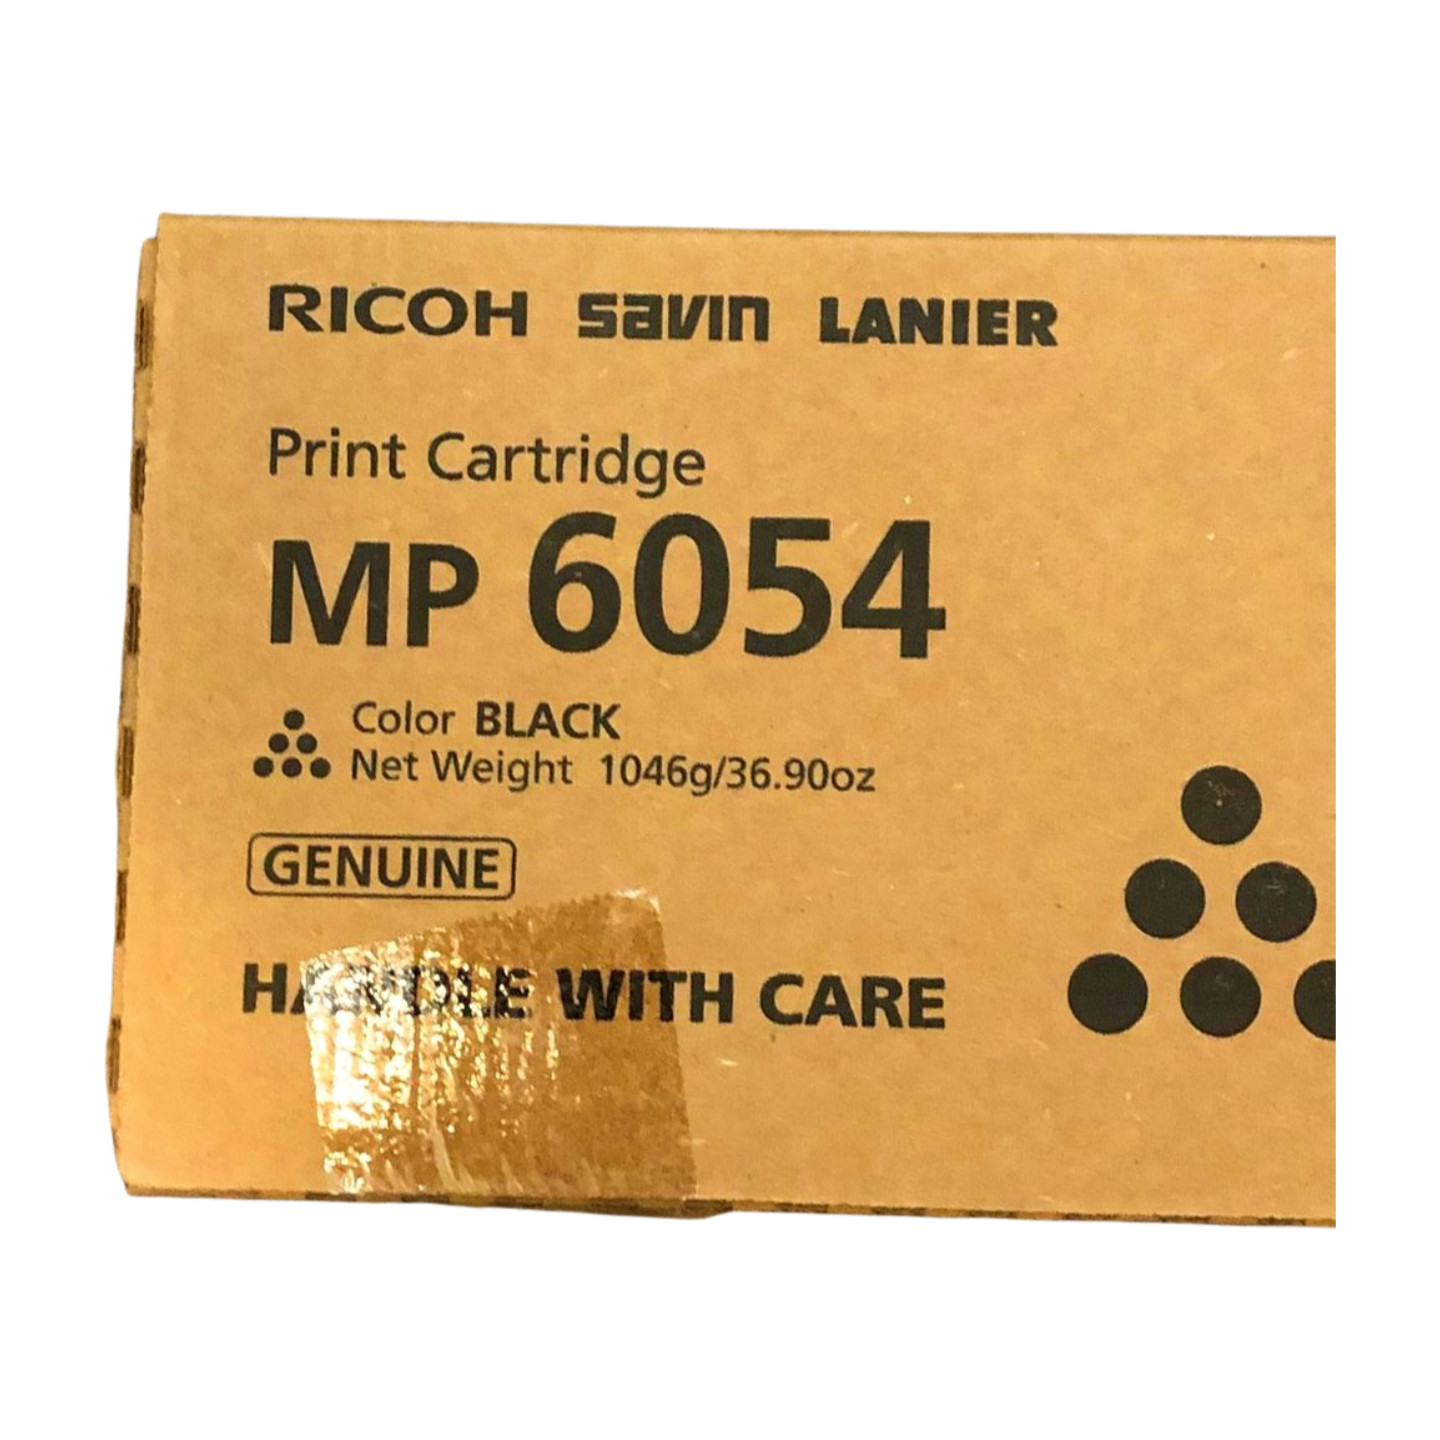 RICOH savin LANIER
Print Cartridge
MP 6054
Color BLACK
Net Weight 1046g/36.90oz
GENUINE
HANDLE WITH CARE